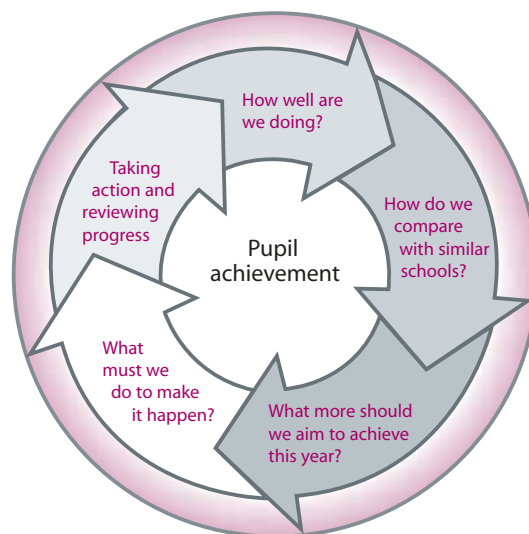 How well are
we doing?
How do we
compare
with similar
schools?
What more should
we aim to achieve
this year?
What
must we
do to make
it happen?
Taking
action and
reviewing
progress
Pupil
achievement